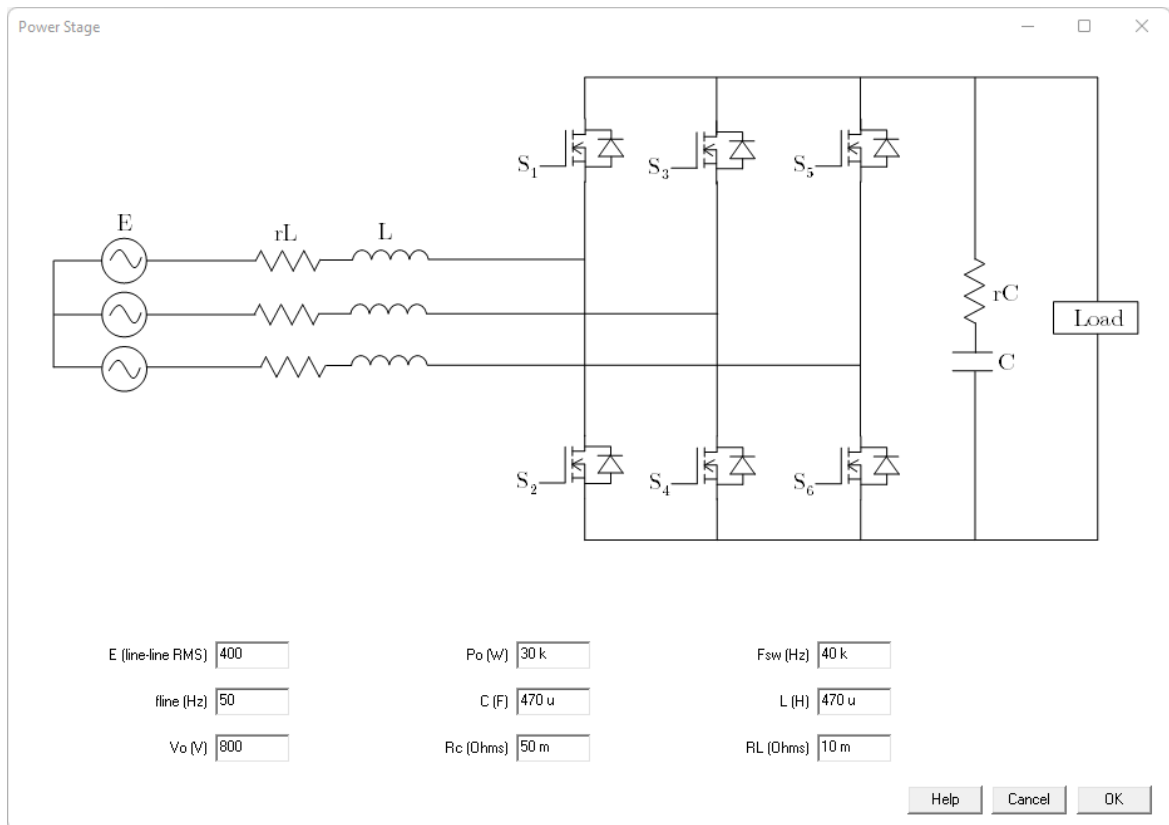 Power Stage
S1
S3
S5
E
rL
L
rC
Load
C
S2
S4
S6
E (line-line RMS) 400
Po (W) 30 k
Fsw (Hz) 40 k
fline (Hz) 50
C (F) 470 u
L (H) 470 u
Vo (V) 800
Rc (Ohms) 50 m
RL (Ohms) 10 m
Help
Cancel
OK